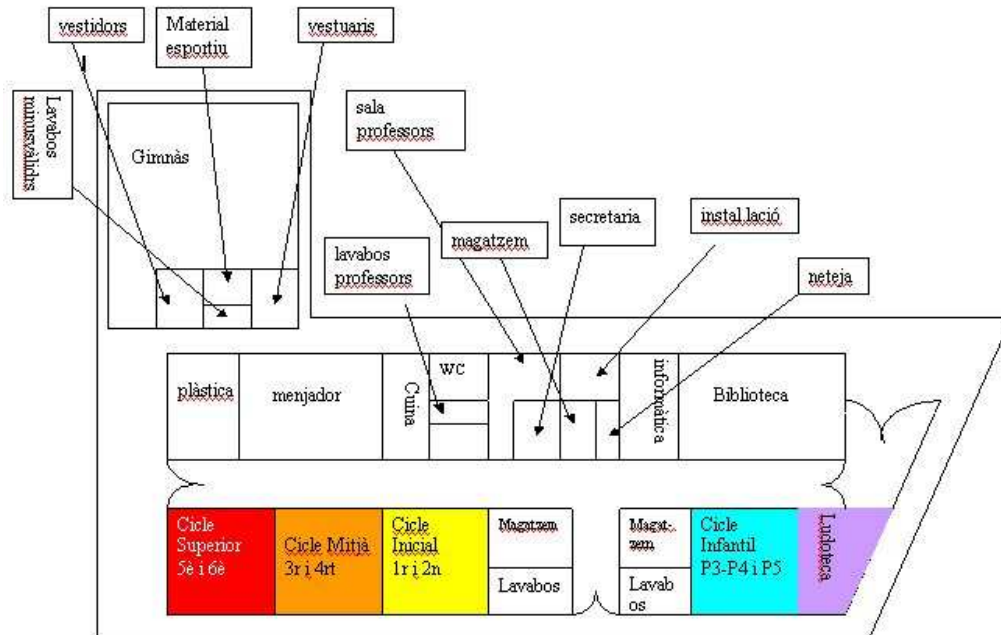 vestidors
Material
esportiu
vestuaris
Lavabos
minusvàlidrs
sala
professors
Gimnàs
lavabos
professors
magatzem
secretaria
instal.lació
neteja
plàstica
menjador
Cuina
WC
informàtica
Biblioteca
Cicle
Superior
5è i 6è
Cicle Mitjà
3r i 4rt
Cicle
Inicial
1r i 2n
Magatzem
Lavabos
Magat-
zem
Lavab
os
Cicle
Infantil
P3-P4 i P5
Ludoteca